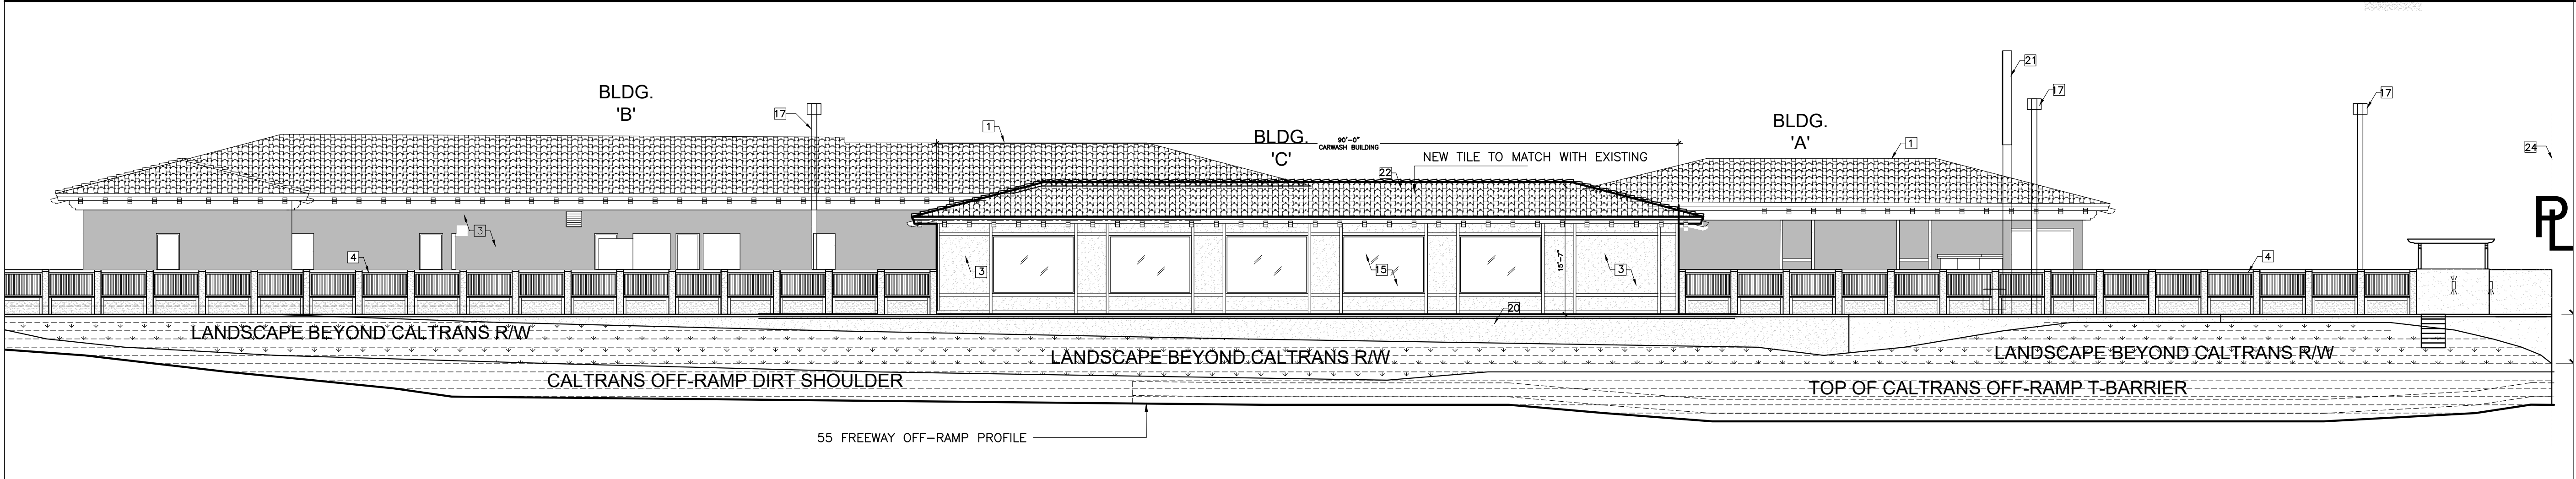 BLDG.
'B'
17
1
BLDG.
'C'
90'-0"
CARWASH BUILDING
NEW TILE TO MATCH WITH EXISTING
22
BLDG.
'A'
1
21
17
17
24
PL
3
4
3
15
3
15'-7"
4
20
LANDSCAPE BEYOND CALTRANS R/W
LANDSCAPE BEYOND CALTRANS R/W
LANDSCAPE BEYOND CALTRANS R/W
CALTRANS OFF-RAMP DIRT SHOULDER
TOP OF CALTRANS OFF-RAMP T-BARRIER
55 FREEWAY OFF-RAMP PROFILE